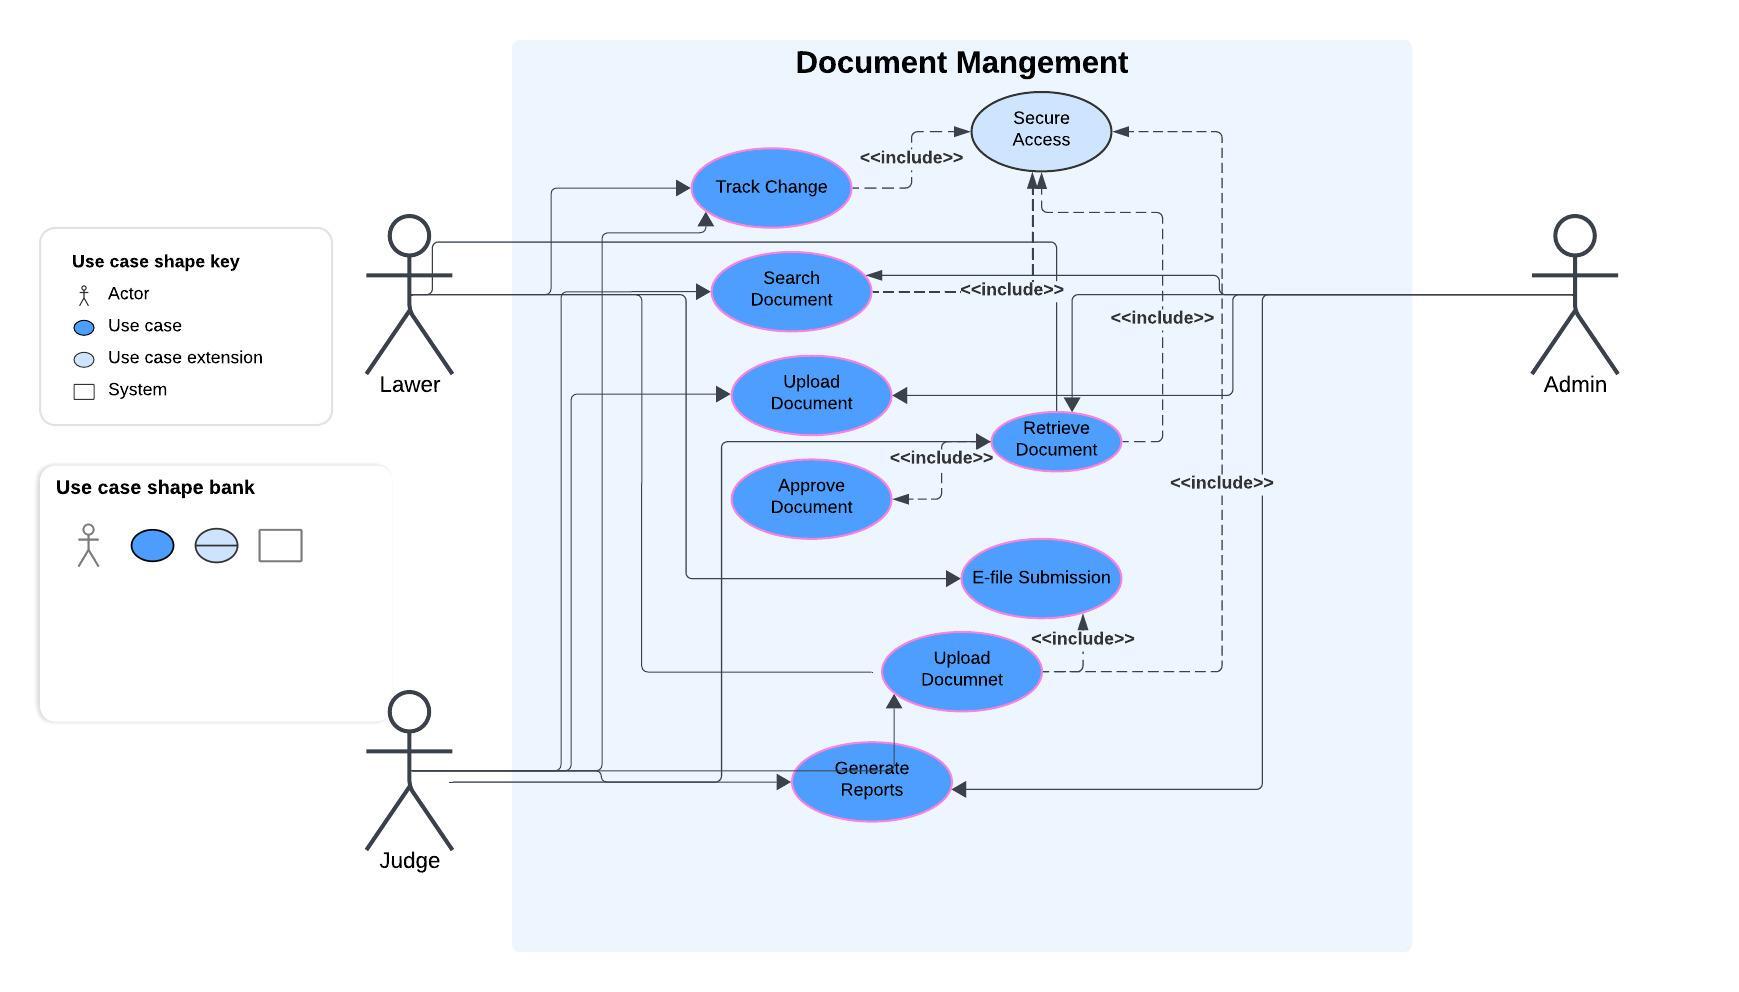 Document Mangement
Secure
Access
<<include>>
Track Change
Use case shape key
Actor
Use case
Use case extension
System
Search
Document
<<include>>
<<include>>
Lawer
Admin
Upload
Document
Retrieve
Document
<<include>>
Approve
Document
<<include>>
Use case shape bank
E-file Submission
<<include>>
Upload
Documnet
Generate
Reports
Judge